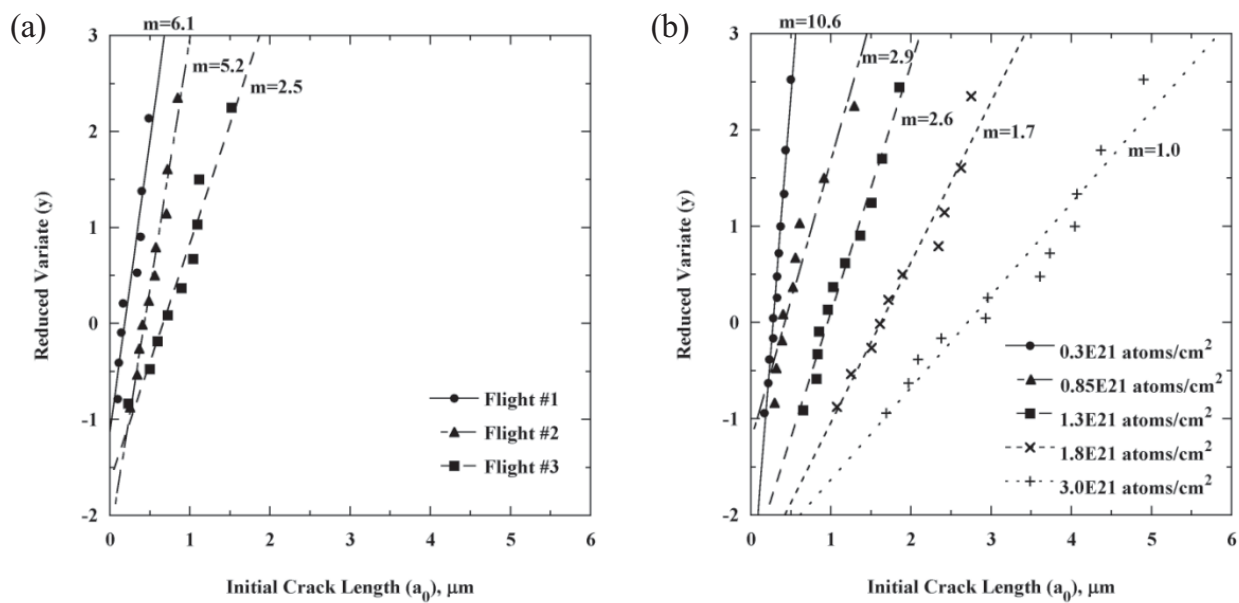 (a)
m=6.1
m=5.2
m=2.5
3
2
1
0
-1
-2
Reduced Variate (y)
Flight #1
Flight #2
Flight #3
0 1 2 3 4 5 6
Initial Crack Length (a₀), μm
(b)
m=10.6
m=2.9
m=2.6
m=1.7
m=1.0
3
2
1
0
-1
-2
Reduced Variate (y)
0.3E21 atoms/cm²
0.85E21 atoms/cm²
1.3E21 atoms/cm²
1.8E21 atoms/cm²
3.0E21 atoms/cm²
0 1 2 3 4 5 6
Initial Crack Length (a₀), μm